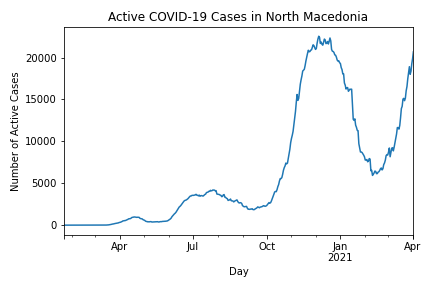 Active COVID-19 Cases in North Macedonia
Number of Active Cases
20000
15000
10000
5000
0
Apr
Jul
Oct
Jan
2021
Apr
Day